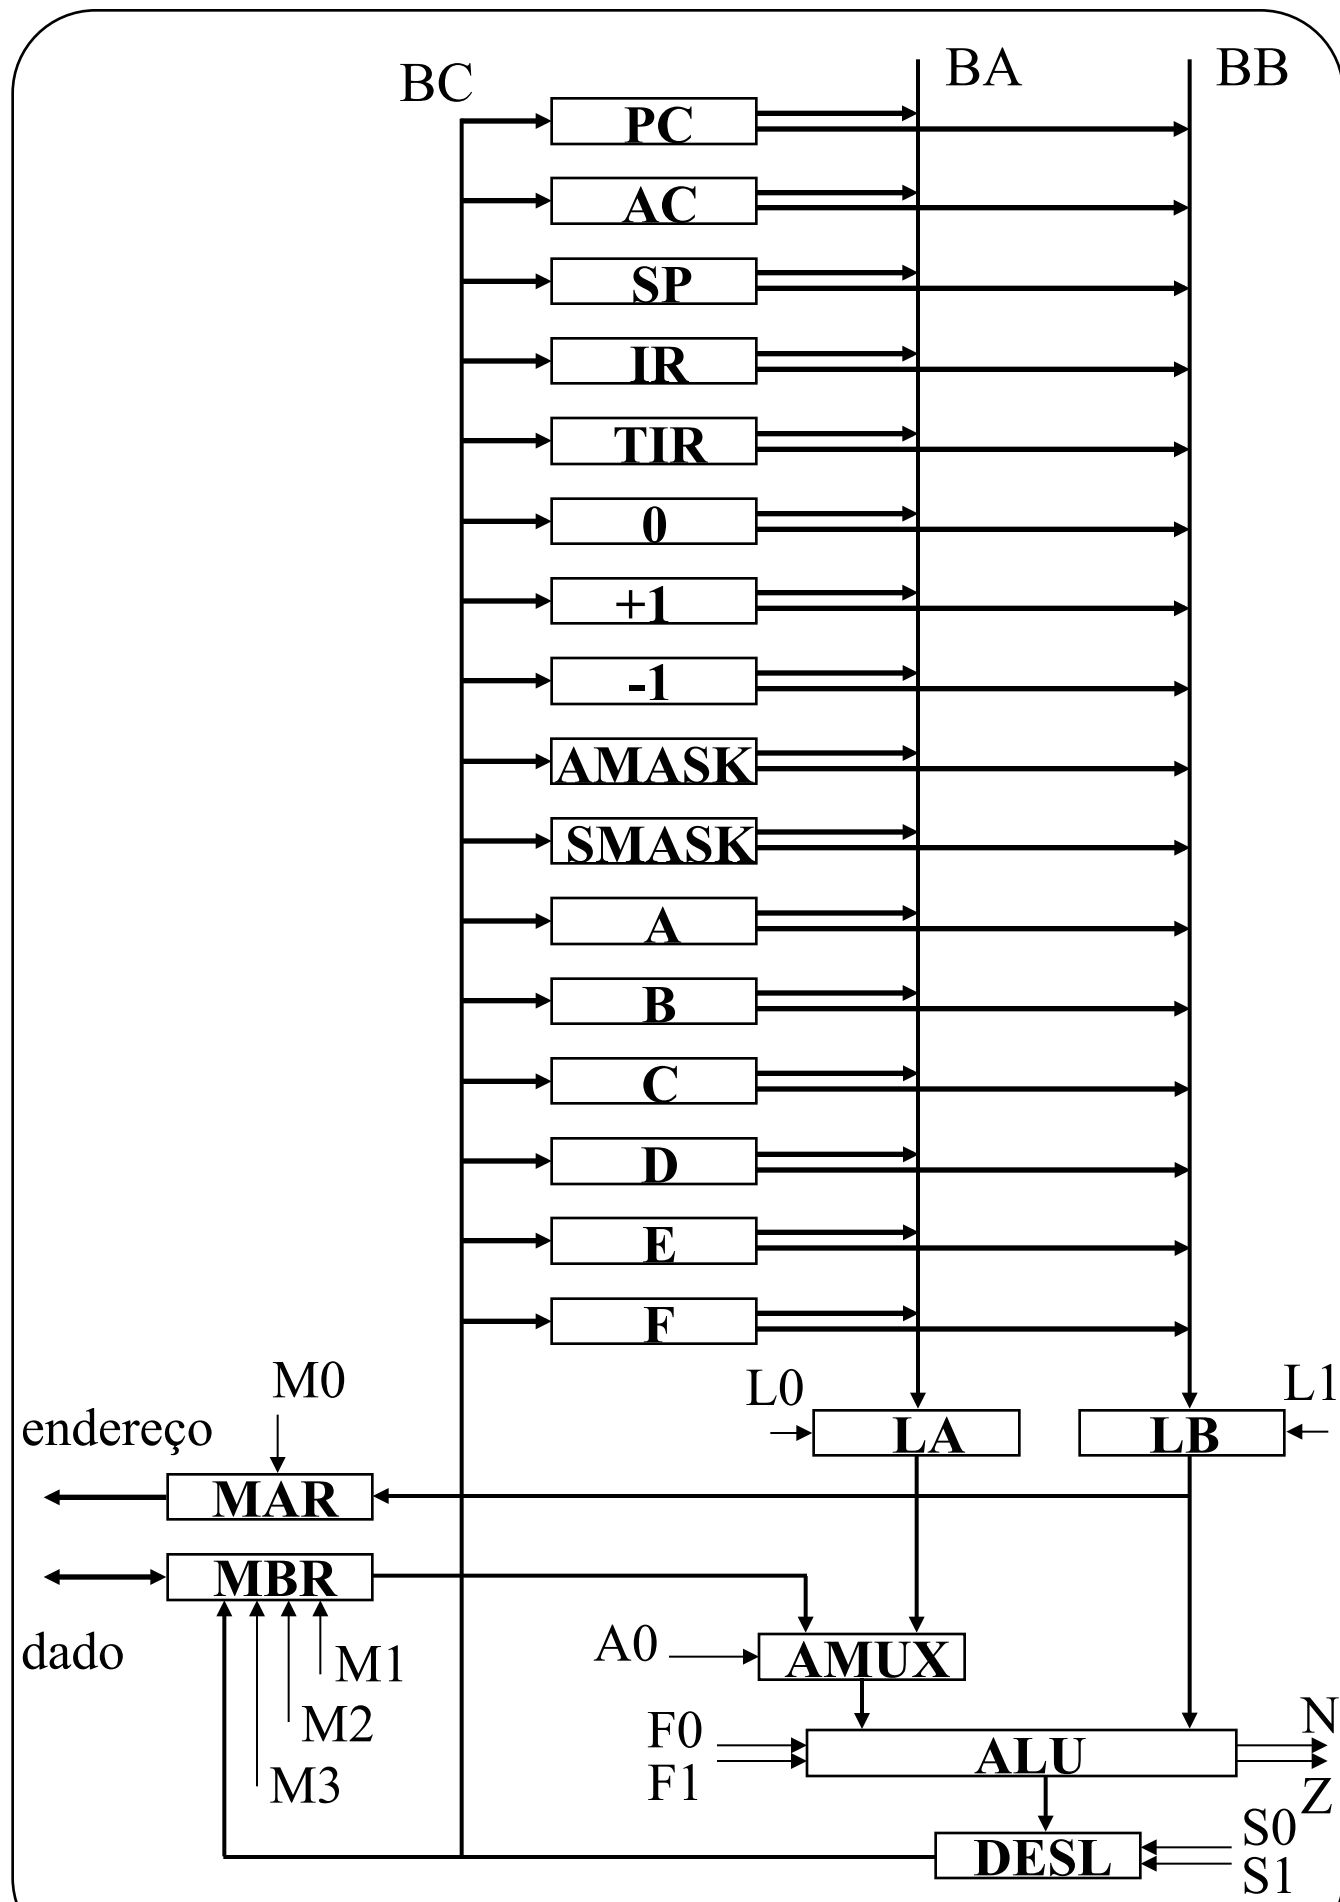 BC
BA
BB
PC
AC
SP
IR
TIR
0
+1
-1
AMASK
SMASK
A
B
C
D
E
F
M0
L0
L1
endereço
LA
LB
MAR
MBR
dado
M1
M2
M3
A0
AMUX
F0
F1
ALU
N
Z
DESL
S0
S1